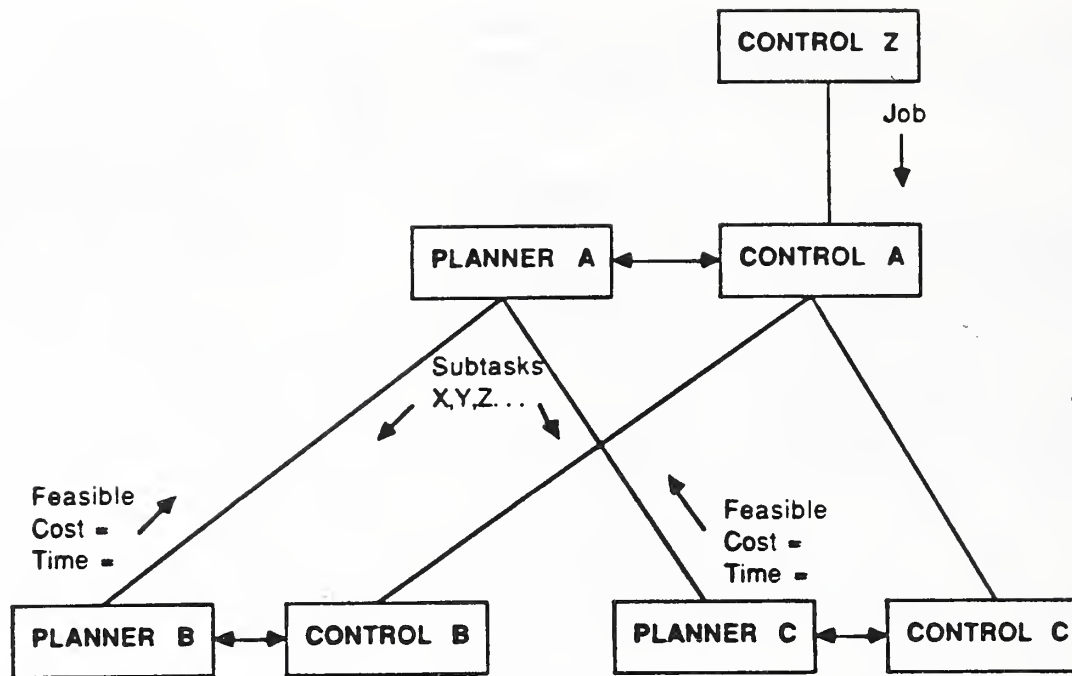 CONTROL Z
Job
PLANNER A
CONTROL A
Subtasks
X,Y,Z...
Feasible
Cost =
Time =
Feasible
Cost =
Time =
PLANNER B
CONTROL B
PLANNER C
CONTROL C